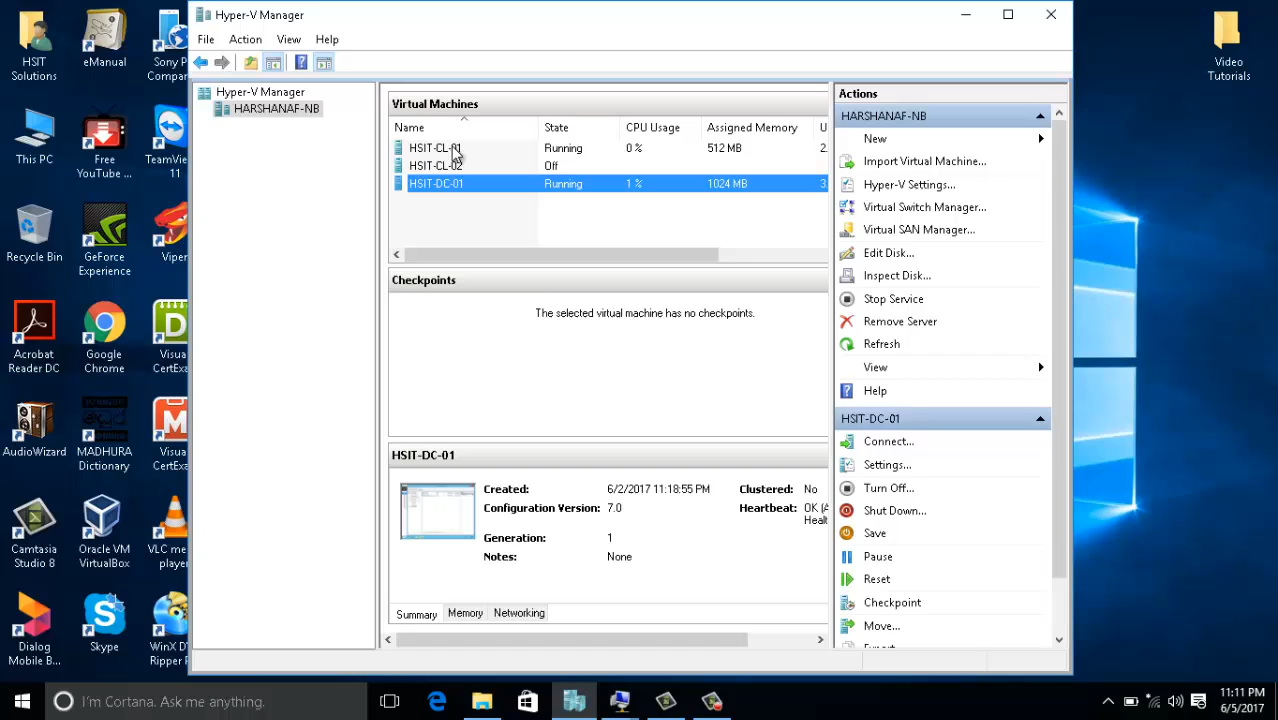 HSIT
Solutions
eManual
Sony P
Compan
This PC
Free
YouTube ...
TeamVie
11
Recycle Bin
GeForce
Experience
Viper
Acrobat
Reader DC
Google
Chrome
Visua
CertExa
AudioWizard
MADHURA
Dictionary
Visua
CertExa
Camtasia
Studio 8
Oracle VM
VirtualBox
VLC me
player
Dialog
Mobile B...
Skype
WinX D
Ripper P
Video
Tutorials
Hyper-V Manager
File Action View Help
Hyper-V Manager
HARSHANAF-NB
Virtual Machines
Name State CPU Usage Assigned Memory U
HSIT-CL-01 Running 0 % 512 MB 2.
HSIT-CL-02 Off
HSIT-DC-01 Running 1 % 1024 MB 3.
Checkpoints
The selected virtual machine has no checkpoints.
HSIT-DC-01
Created: 6/2/2017 11:18:55 PM Clustered: No
Configuration Version: 7.0 Heartbeat: OK (A
Healt
Generation: 1
Notes: None
Summary Memory Networking
Actions
HARSHANAF-NB
New
Import Virtual Machine...
Hyper-V Settings...
Virtual Switch Manager...
Virtual SAN Manager...
Edit Disk...
Inspect Disk...
Stop Service
Remove Server
Refresh
View
Help
HSIT-DC-01
Connect...
Settings...
Turn Off...
Shut Down...
Save
Pause
Reset
Checkpoint
Move...
I'm Cortana. Ask me anything.
11:11 PM
6/5/2017